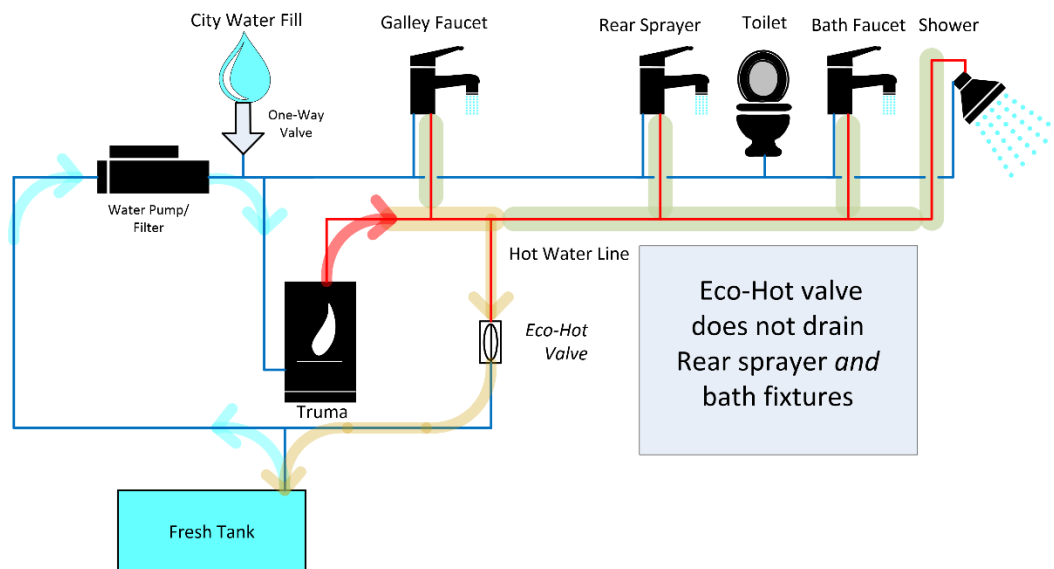 City Water Fill
Galley Faucet
Rear Sprayer
Toilet
Bath Faucet
Shower
One-Way
Valve
Water Pump/
Filter
Hot Water Line
Eco-Hot
Valve
Truma
Eco-Hot valve
does not drain
Rear sprayer and
bath fixtures
Fresh Tank